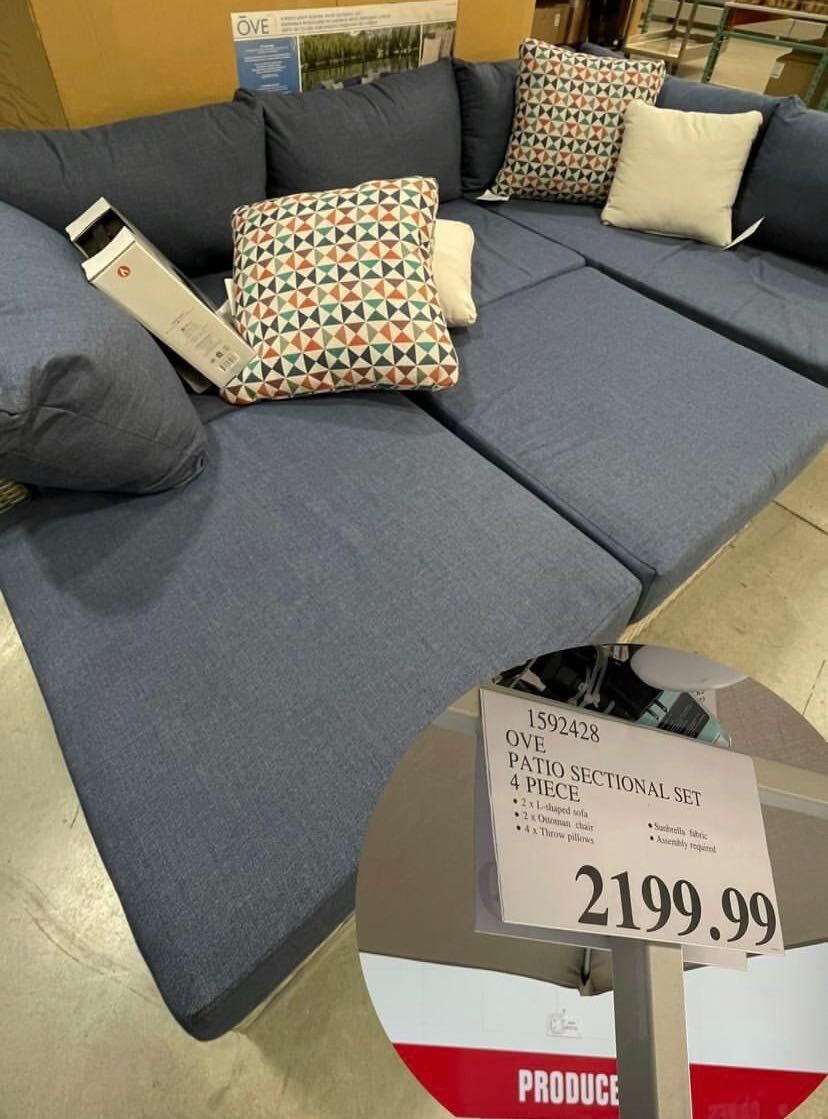 ŌVE
1592428
OVE
PATIO SECTIONAL SET
4 PIECE
• 2 x L-shaped sofa
• 2 x Ottoman chair
• 4 x Throw pillows
• Sunbrella fabric
• Assembly required
2199.99
PRODUCE